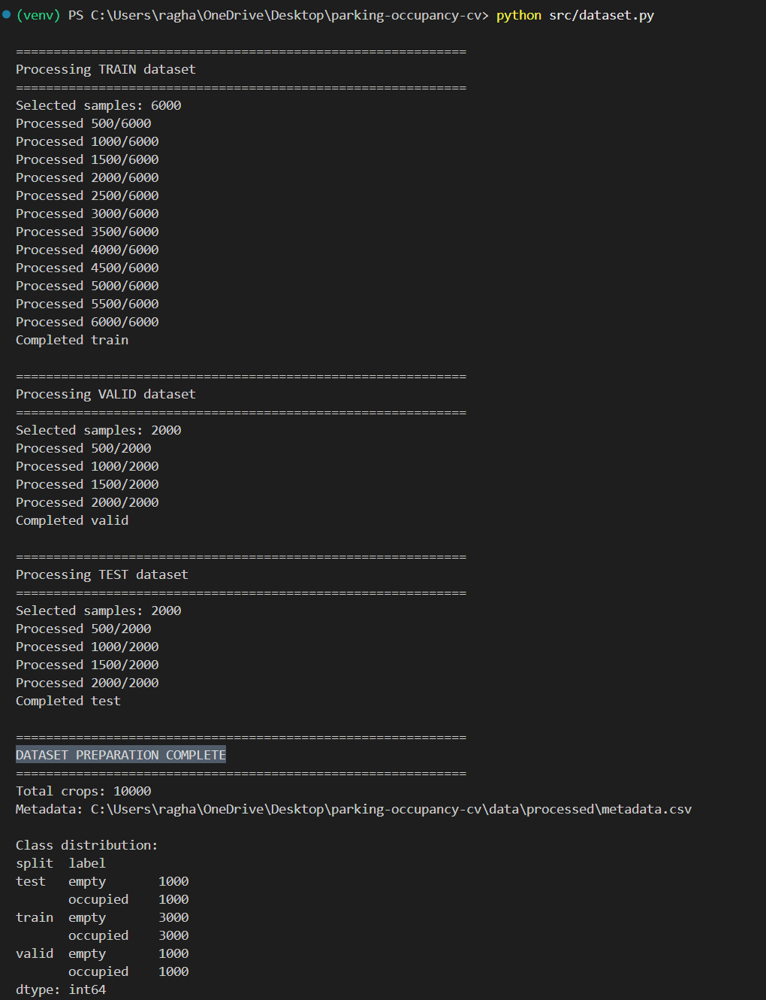 (venv) PS C:\Users\ragha\OneDrive\Desktop\parking-occupancy-cv> python src/dataset.py
============================================================
Processing TRAIN dataset
============================================================
Selected samples: 6000
Processed 500/6000
Processed 1000/6000
Processed 1500/6000
Processed 2000/6000
Processed 2500/6000
Processed 3000/6000
Processed 3500/6000
Processed 4000/6000
Processed 4500/6000
Processed 5000/6000
Processed 5500/6000
Processed 6000/6000
Completed train
============================================================
Processing VALID dataset
============================================================
Selected samples: 2000
Processed 500/2000
Processed 1000/2000
Processed 1500/2000
Processed 2000/2000
Completed valid
============================================================
Processing TEST dataset
============================================================
Selected samples: 2000
Processed 500/2000
Processed 1000/2000
Processed 1500/2000
Processed 2000/2000
Completed test
============================================================
DATASET PREPARATION COMPLETE
============================================================
Total crops: 10000
Metadata: C:\Users\ragha\OneDrive\Desktop\parking-occupancy-cv\data\processed\metadata.csv
Class distribution:
split  label
test   empty       1000
       occupied    1000
train  empty       3000
       occupied    3000
valid  empty       1000
       occupied    1000
dtype: int64